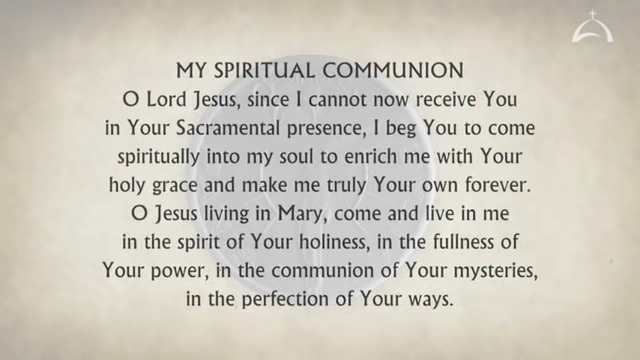 MY SPIRITUAL COMMUNION
O Lord Jesus, since I cannot now receive You
in Your Sacramental presence, I beg You to come
spiritually into my soul to enrich me with Your
holy grace and make me truly Your own forever.
O Jesus living in Mary, come and live in me
in the spirit of Your holiness, in the fullness of
Your power, in the communion of Your mysteries,
in the perfection of Your ways.